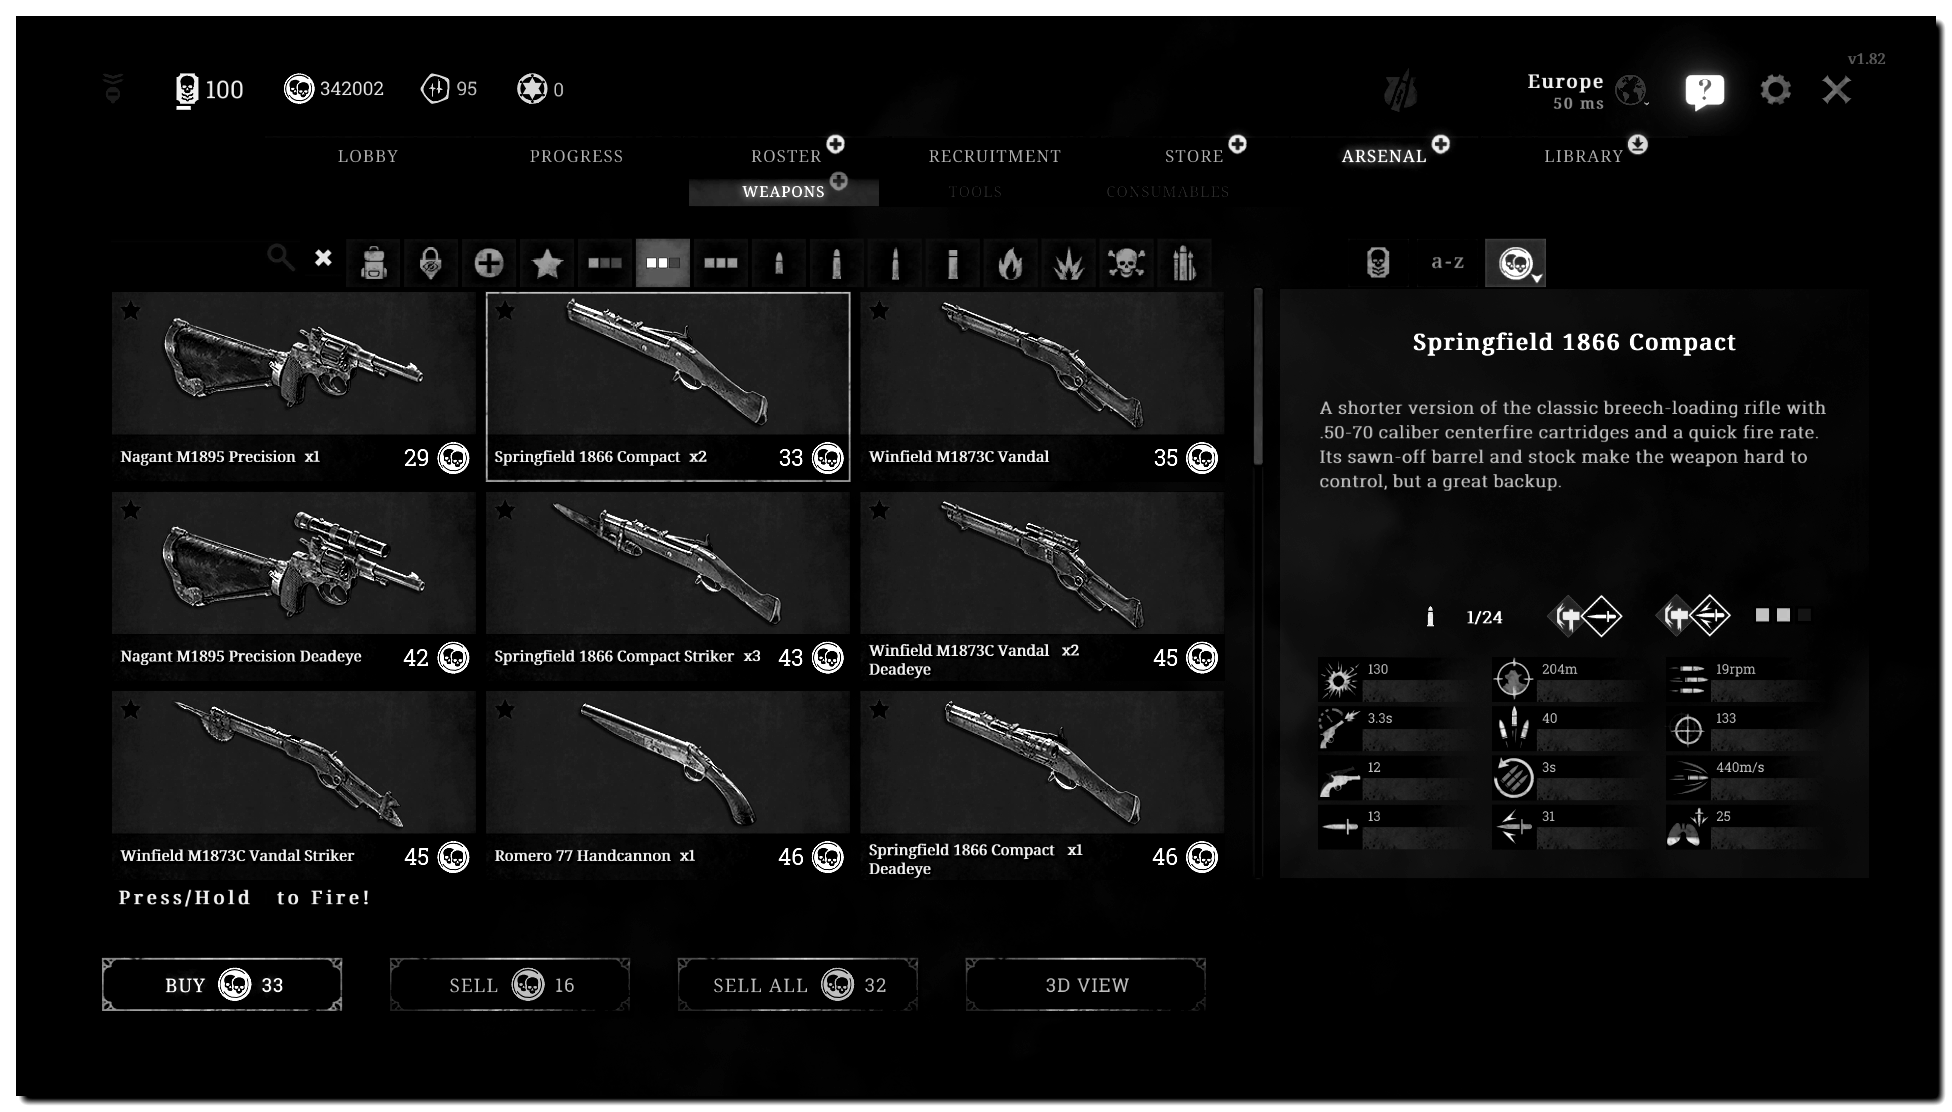 v1.82
100
342002
95
0
Europe
50 ms
?
LOBBY
PROGRESS
ROSTER
RECRUITMENT
STORE
ARSENAL
LIBRARY
WEAPONS
TOOLS
CONSUMABLES
a-z
Nagant M1895 Precision x1
29
Springfield 1866 Compact x2
33
Winfield M1873C Vandal
35
Nagant M1895 Precision Deadeye
42
Springfield 1866 Compact Striker x3
43
Winfield M1873C Vandal x2
Deadeye
45
Winfield M1873C Vandal Striker
45
Romero 77 Handcannon x1
46
Springfield 1866 Compact x1
Deadeye
46
Springfield 1866 Compact
A shorter version of the classic breech-loading rifle with
.50-70 caliber centerfire cartridges and a quick fire rate.
Its sawn-off barrel and stock make the weapon hard to
control, but a great backup.
1/24
130
204m
19rpm
3.3s
40
133
12
3s
440m/s
13
31
25
Press/Hold to Fire!
BUY 33
SELL 16
SELL ALL 32
3D VIEW